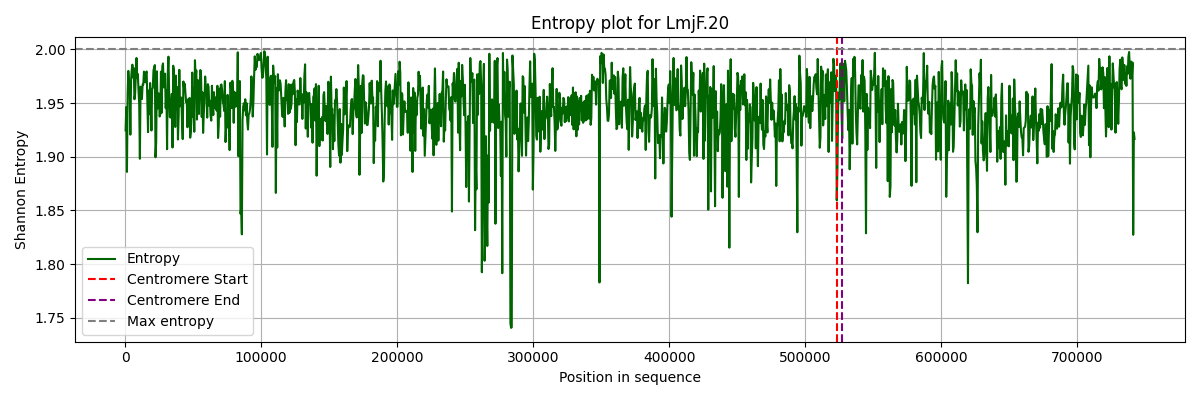 Entropy plot for LmjF.20
Shannon Entropy
2.00
1.95
1.90
1.85
1.80
1.75
Entropy
Centromere Start
Centromere End
Max entropy
0 100000 200000 300000 400000 500000 600000 700000
Position in sequence